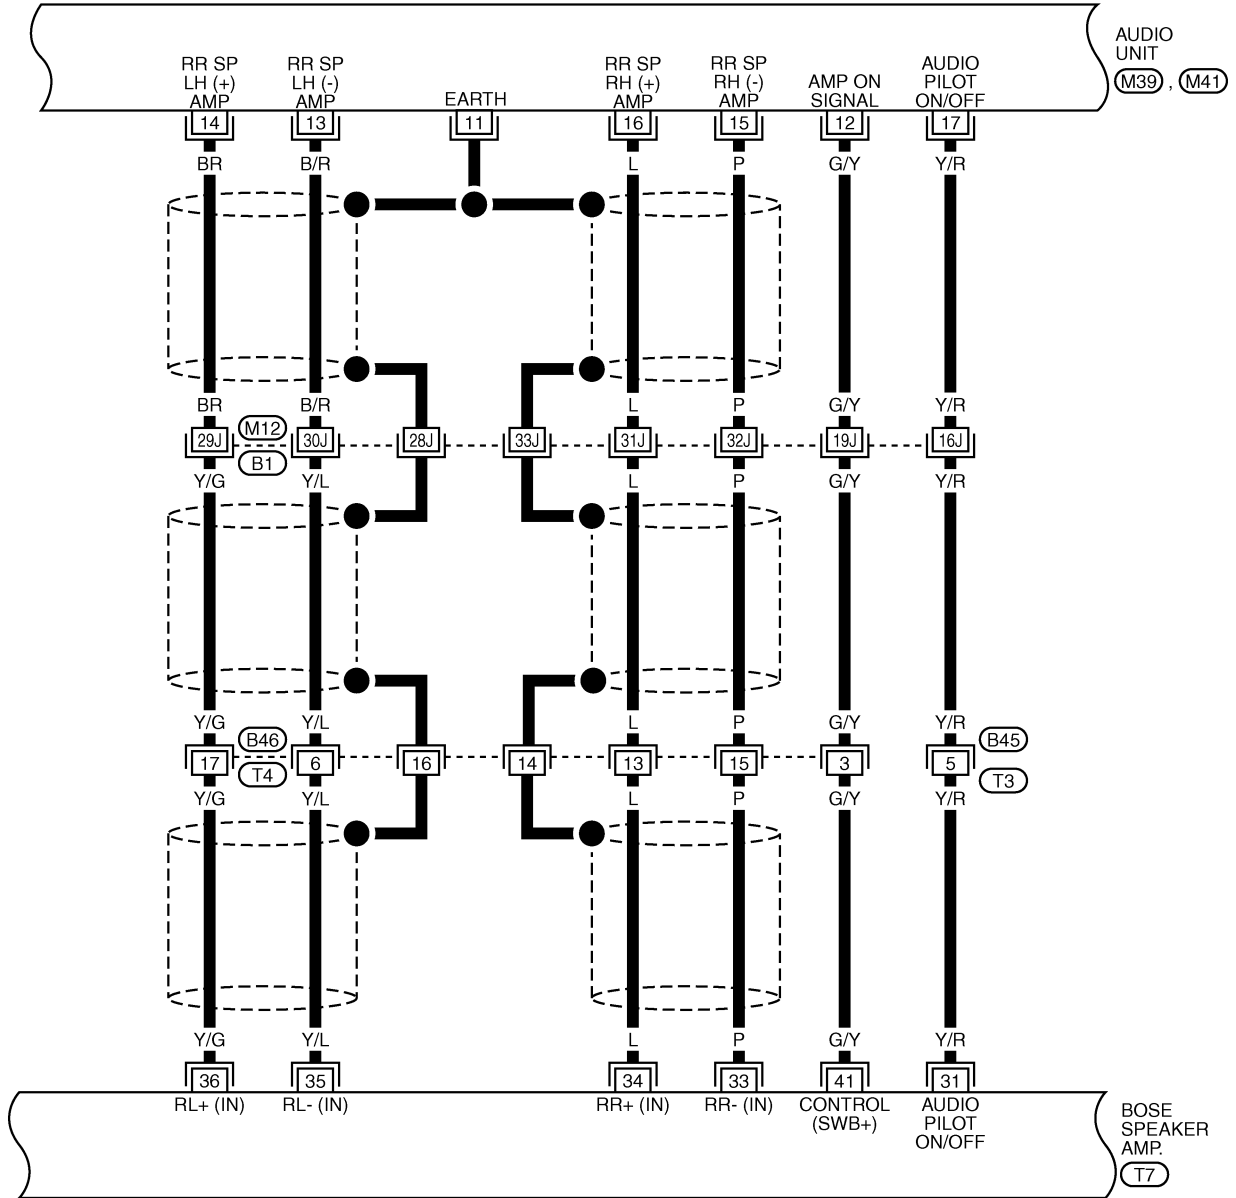 AUDIO
UNIT
M39 , M41
RR SP
LH (+)
AMP
RR SP
LH (-)
AMP
EARTH
RR SP
RH (+)
AMP
RR SP
RH (-)
AMP
AMP ON
SIGNAL
AUDIO
PILOT
ON/OFF
14 13 11 16 15 12 17
BR B/R L P G/Y Y/R
BR B/R L P G/Y Y/R
M12
29J 30J 28J 33J 31J 32J 19J 16J
B1
Y/G Y/L L P G/Y Y/R
Y/G Y/L L P G/Y Y/R
B46 B45
17 6 16 14 13 15 3 5
T4 T3
Y/G Y/L L P G/Y Y/R
Y/G Y/L L P G/Y Y/R
36 35 34 33 41 31
RL+ (IN) RL- (IN) RR+ (IN) RR- (IN)
CONTROL
(SWB+)
AUDIO
PILOT
ON/OFF
BOSE
SPEAKER
AMP.
T7